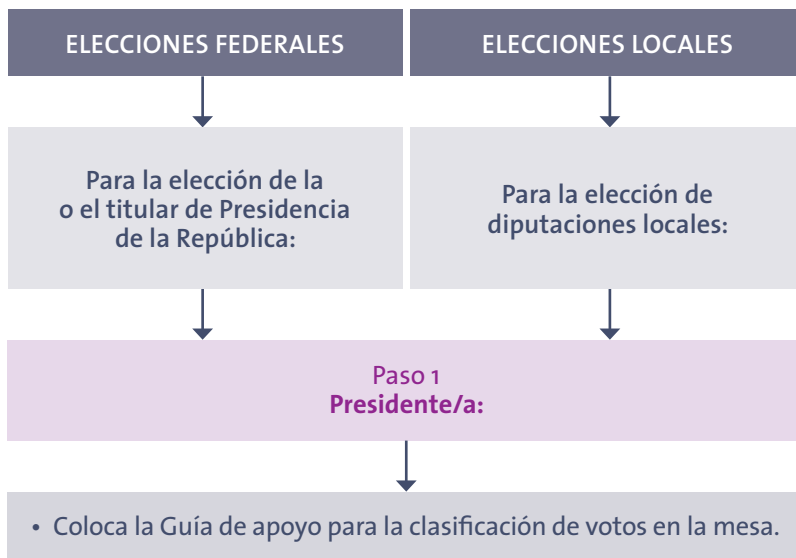 ELECCIONES FEDERALES
ELECCIONES LOCALES
Para la elección de la
o el titular de Presidencia
de la República:
Para la elección de
diputaciones locales:
Paso 1
Presidente/a:
• Coloca la Guía de apoyo para la clasificación de votos en la mesa.